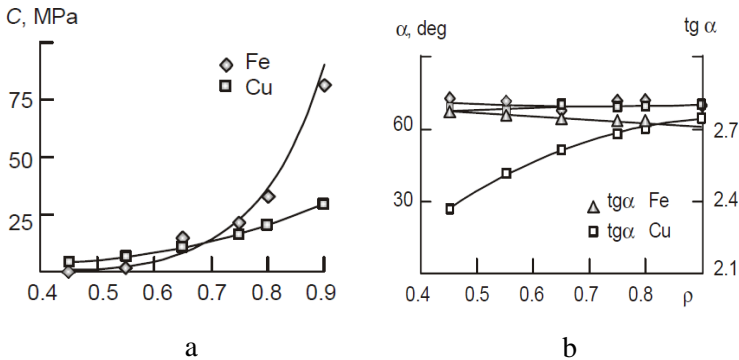 C, MPa
75
50
25
Fe
Cu
0.4 0.5 0.6 0.7 0.8 0.9
a
α, deg
tg α
60
30
2.7
2.4
2.1
tgα Fe
tgα Cu
0.4 0.5 0.6 0.7 0.8 ρ
b